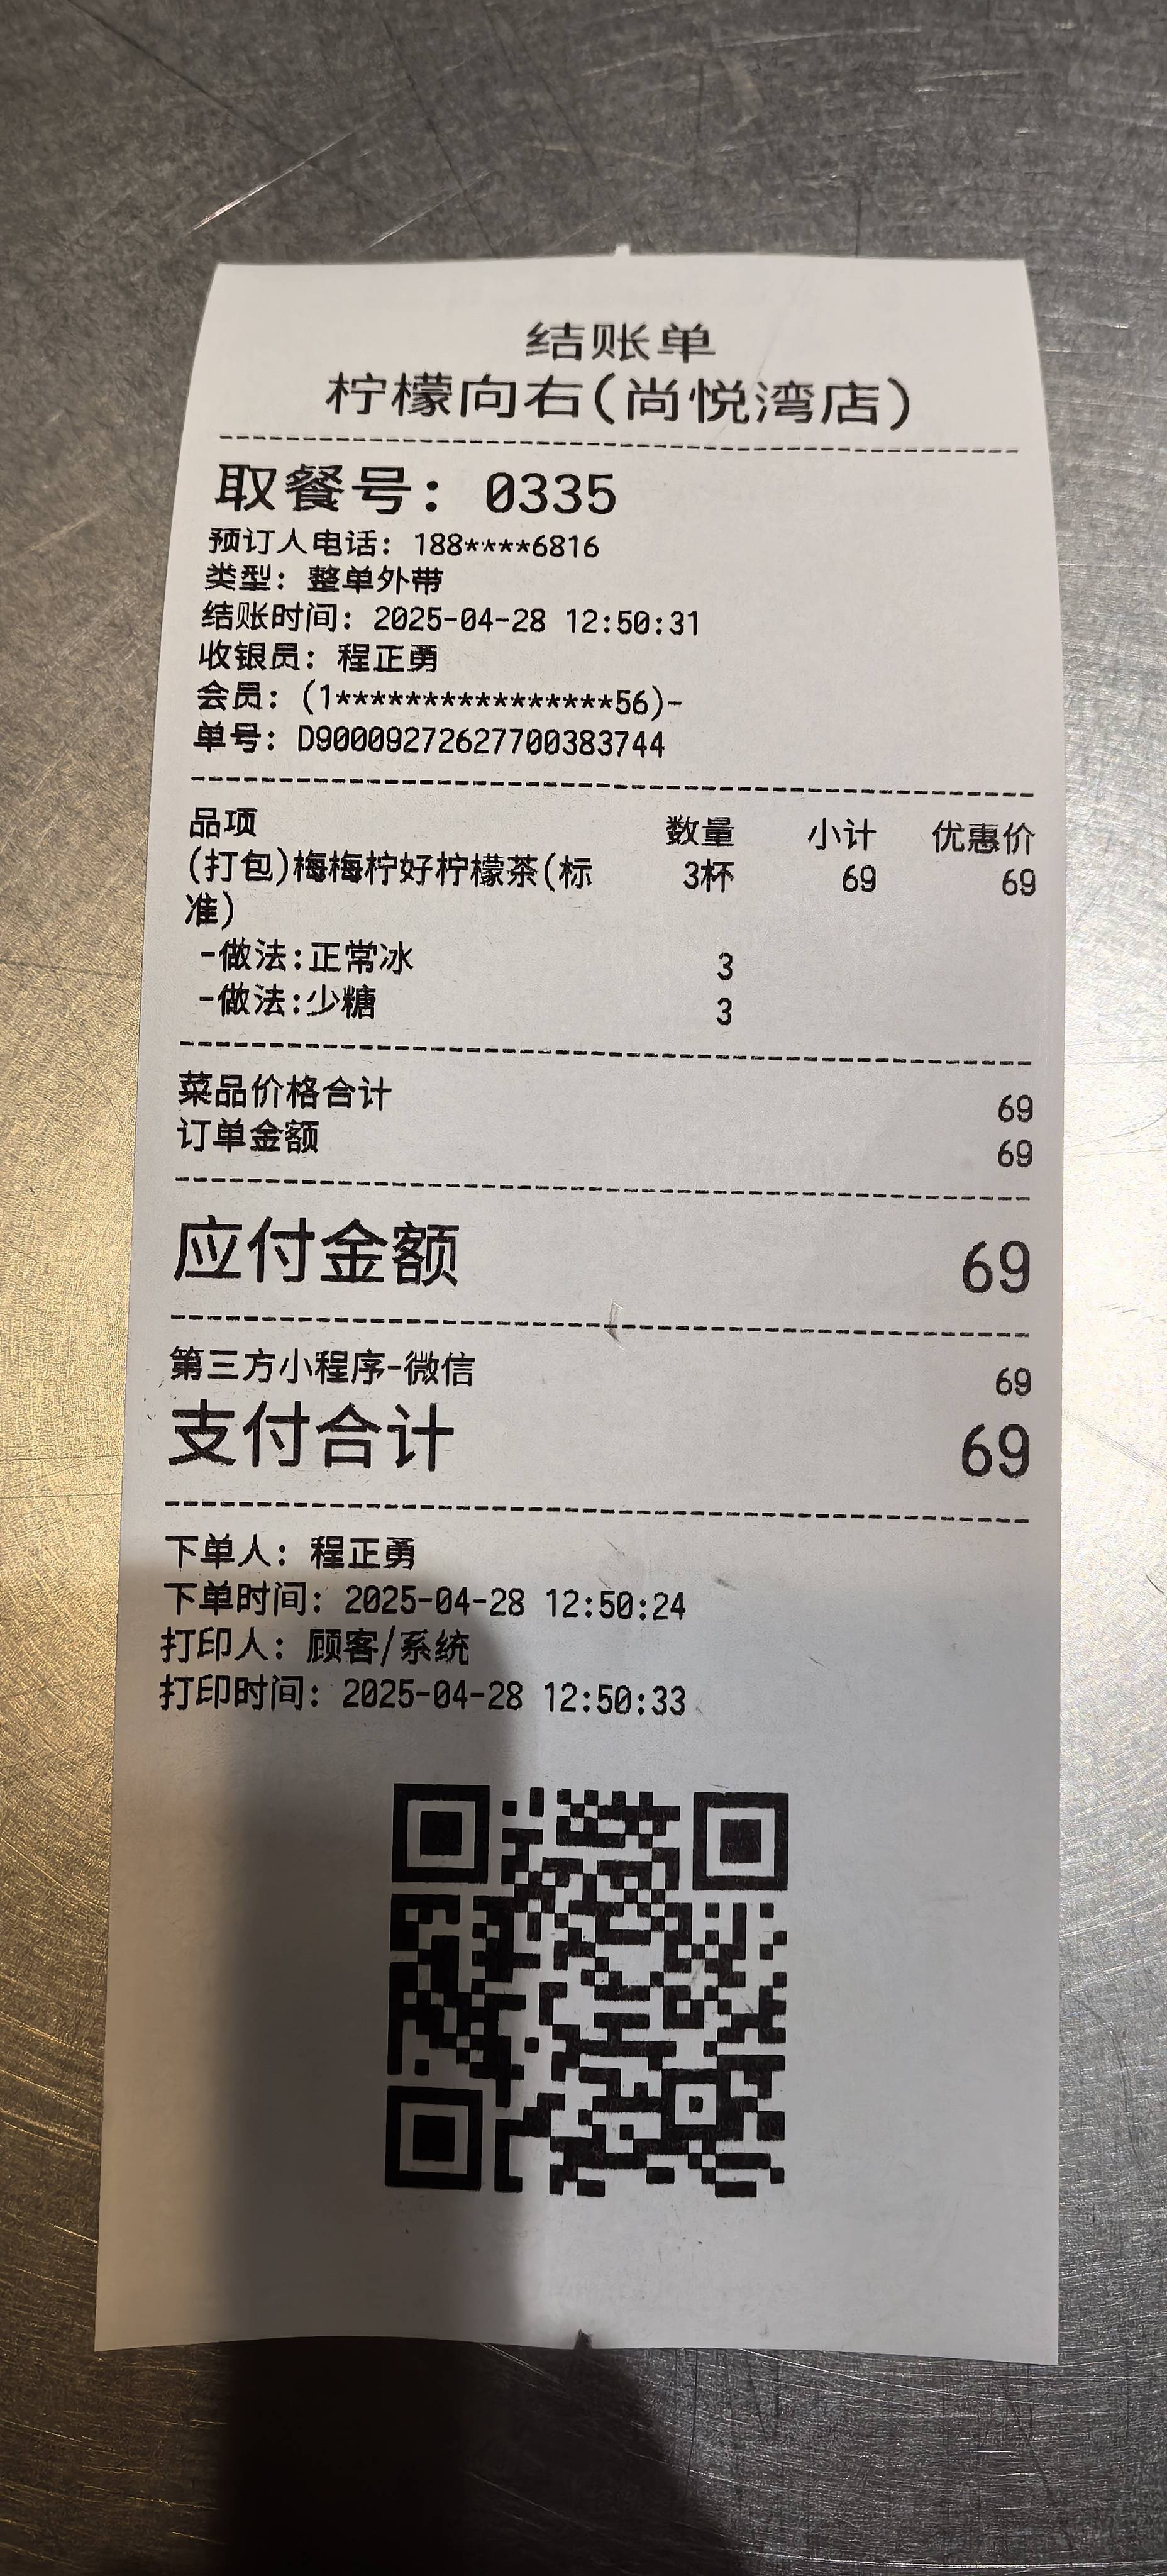 结账单
柠檬向右(尚悦湾店)
取餐号: 0335
预订人电话: 188****6816
类型: 整单外带
结账时间: 2025-04-28 12:50:31
收银员: 程正勇
会员: (1****************56)-
单号: D90009272627700383744
品项 数量 小计 优惠价
(打包)梅梅柠好柠檬茶(标 3杯 69 69
准)
-做法:正常冰 3
-做法:少糖 3
菜品价格合计 69
订单金额 69
应付金额 69
第三方小程序-微信 69
支付合计 69
下单人: 程正勇
下单时间: 2025-04-28 12:50:24
打印人: 顾客/系统
打印时间: 2025-04-28 12:50:33